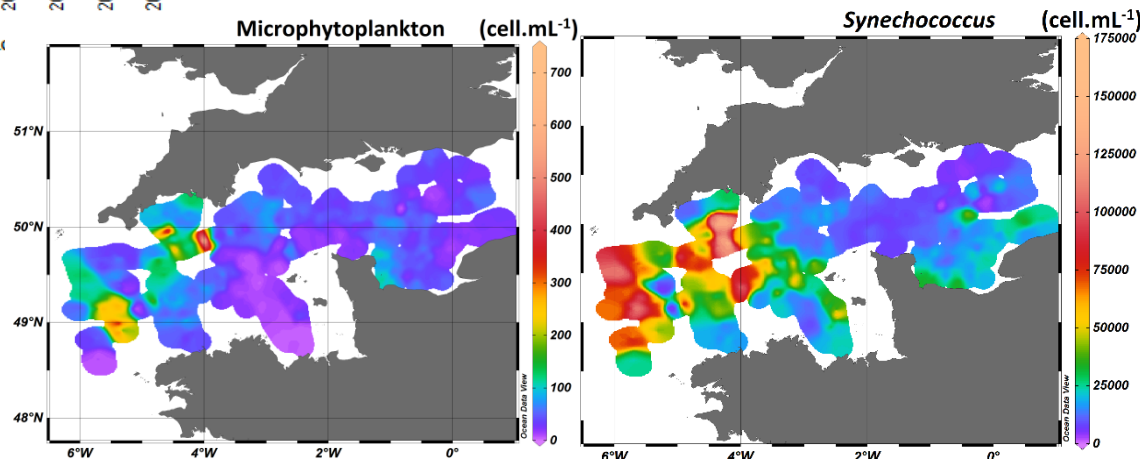 Microphytoplankton (cell.mL-1)
700
600
500
400
300
200
100
0
51°N
50°N
49°N
48°N
6°W 4°W 2°W 0°
Ocean Data View
Synechococcus (cell.mL-1)
175000
150000
125000
100000
75000
50000
25000
0
6°W 4°W 2°W 0°
Ocean Data View